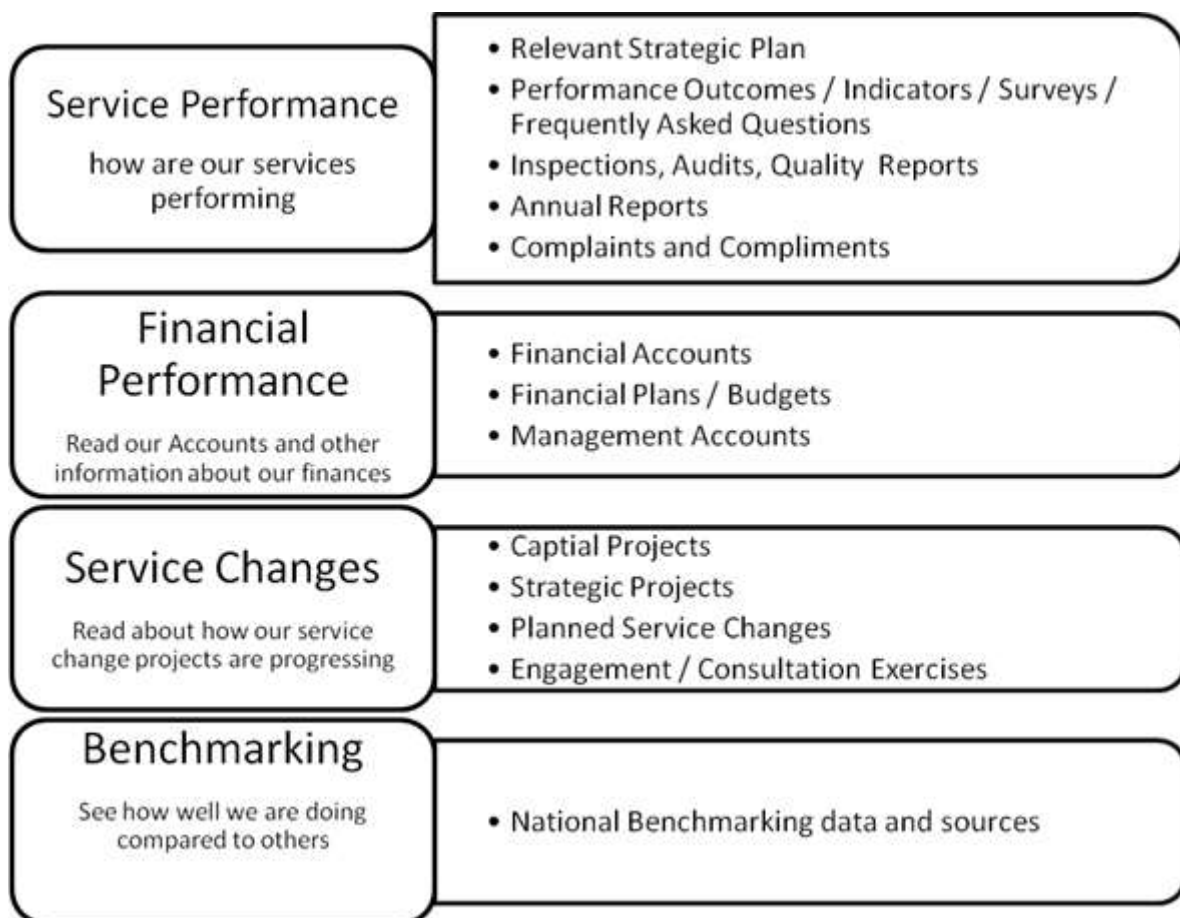 Service Performance
how are our services
performing
• Relevant Strategic Plan
• Performance Outcomes / Indicators / Surveys /
Frequently Asked Questions
• Inspections, Audits, Quality Reports
• Annual Reports
• Complaints and Compliments
Financial
Performance
Read our Accounts and other
information about our finances
• Financial Accounts
• Financial Plans / Budgets
• Management Accounts
Service Changes
Read about how our service
change projects are progressing
• Captial Projects
• Strategic Projects
• Planned Service Changes
• Engagement / Consultation Exercises
Benchmarking
See how well we are doing
compared to others
• National Benchmarking data and sources